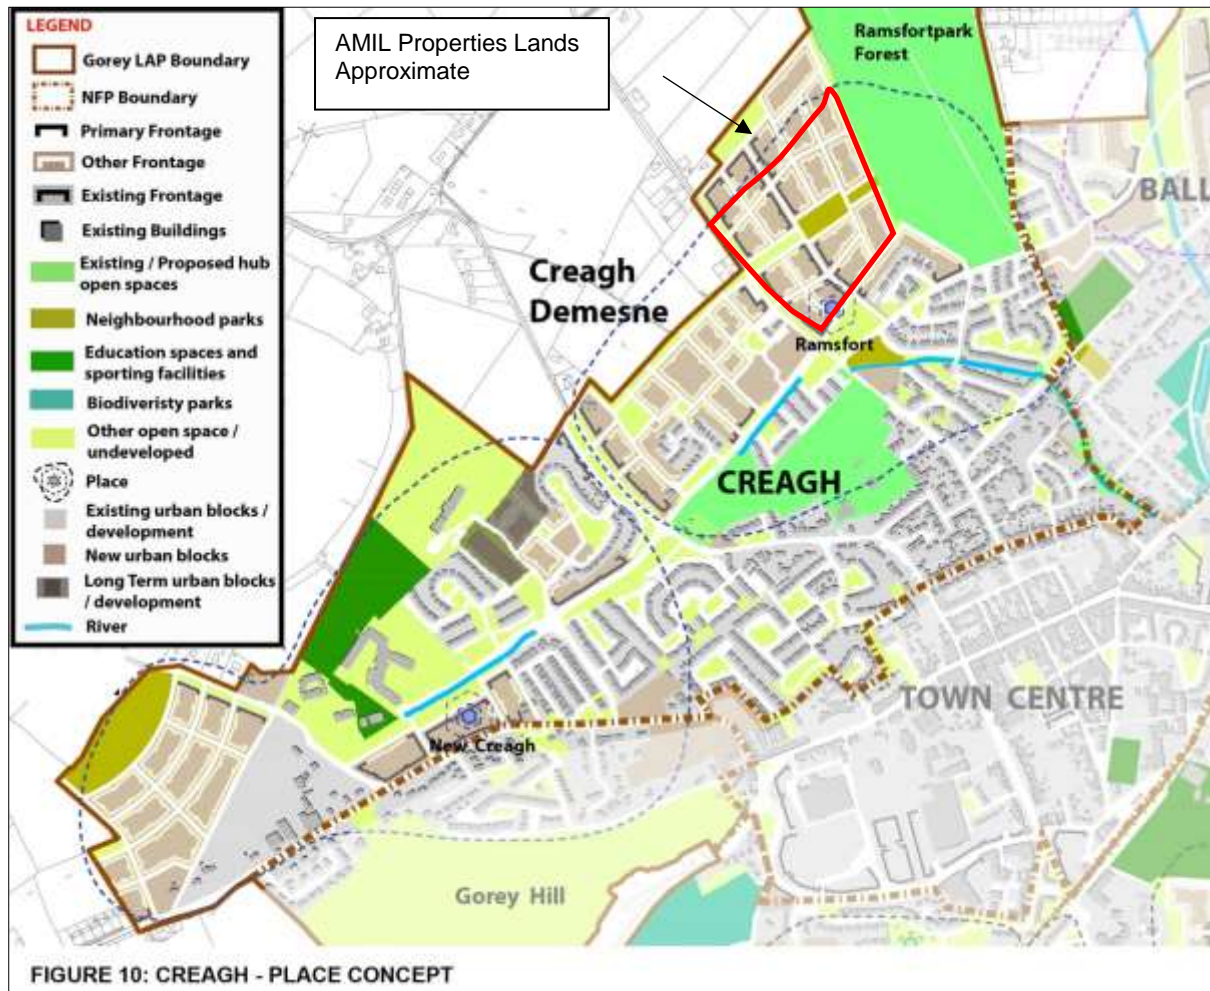 LEGEND
Gorey LAP Boundary
NFP Boundary
Primary Frontage
Other Frontage
Existing Frontage
Existing Buildings
Existing / Proposed hub
open spaces
Neighbourhood parks
Education spaces and
sporting facilities
Biodiveristy parks
Other open space /
undeveloped
Place
Existing urban blocks /
development
New urban blocks
Long Term urban blocks
/ development
River
AMIL Properties Lands
Approximate
Ramsfortpark
Forest
BALL
Creagh
Demesne
Ramsfort
CREAGH
TOWN CENTRE
New Creagh
Gorey Hill
FIGURE 10: CREAGH - PLACE CONCEPT